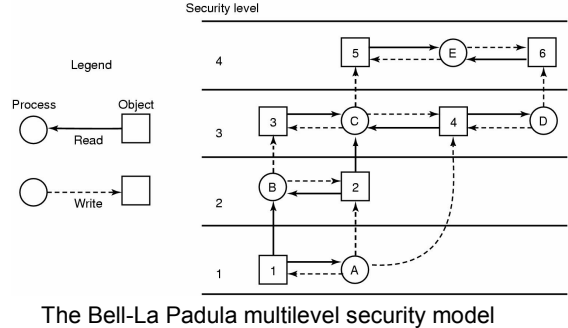 Security level
Legend
Process Object
Read
Write
4
5 E 6
3
3 C 4 D
2
B 2
1
1 A
The Bell-La Padula multilevel security model